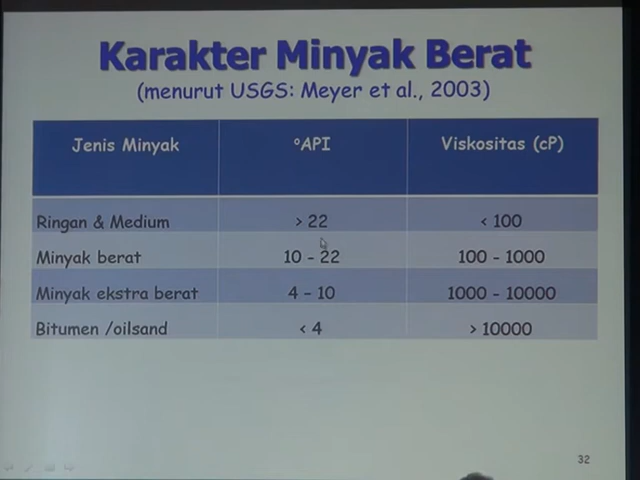 Karakter Minyak Berat
(menurut USGS: Meyer et al., 2003)
Jenis Minyak °API Viskositas (cP)
Ringan & Medium > 22 < 100
Minyak berat 10 - 22 100 - 1000
Minyak ekstra berat 4 - 10 1000 - 10000
Bitumen /oilsand < 4 > 10000
32